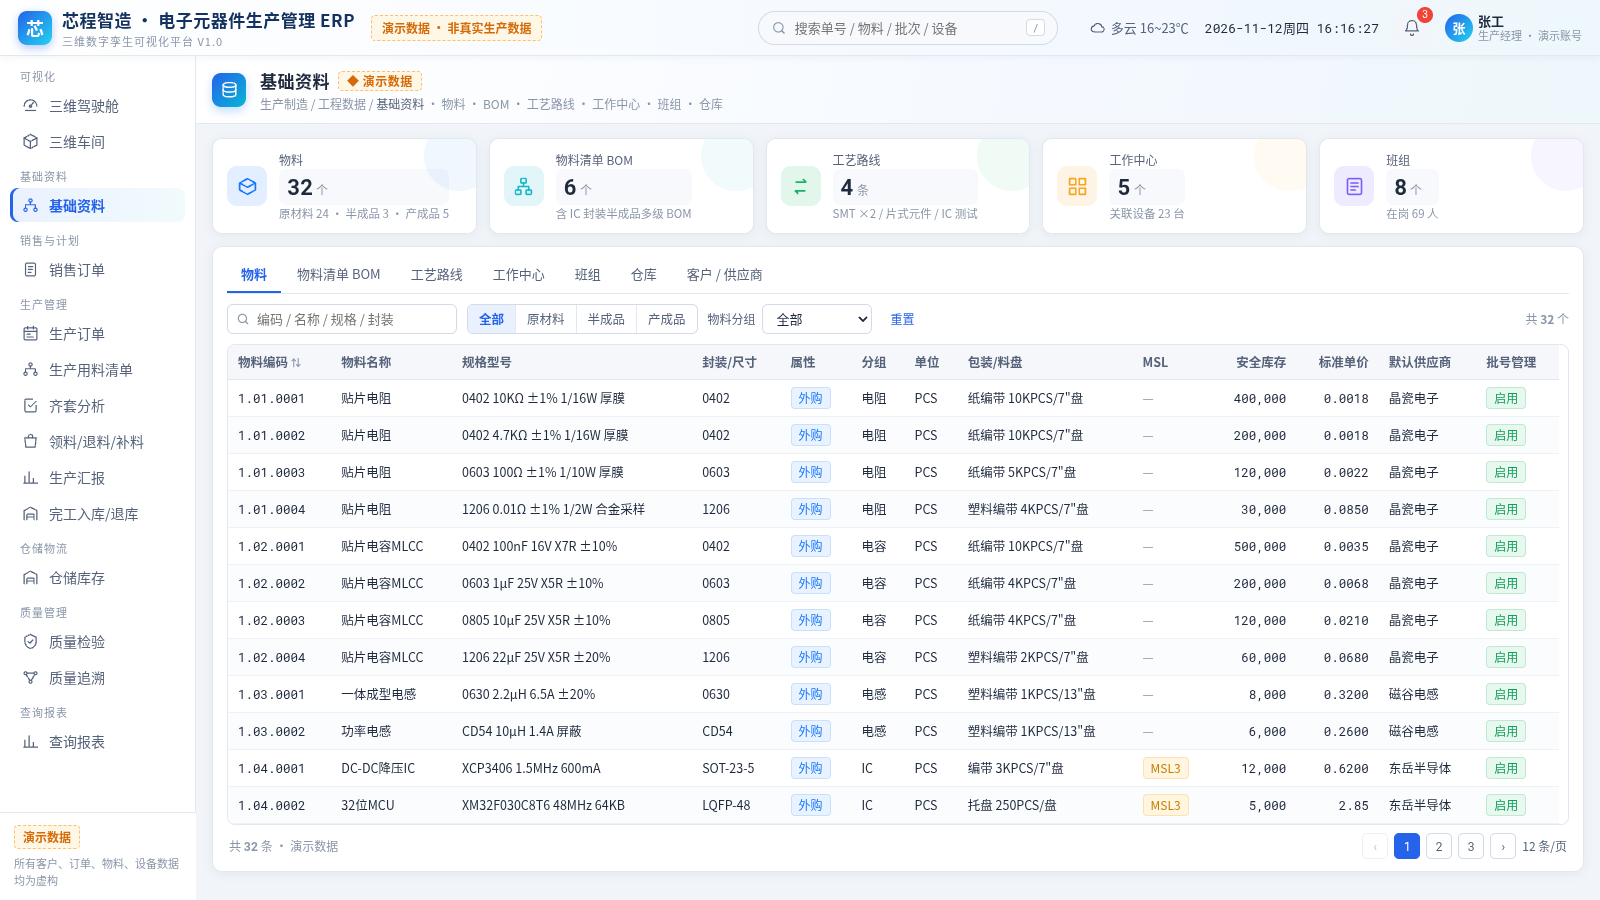 芯 芯程智造 · 电子元器件生产管理 ERP
三维数字孪生可视化平台 V1.0
演示数据 · 非真实生产数据
搜索单号 / 物料 / 批次 / 设备 /
多云 16~23℃ 2026-11-12周四 16:16:27
3
张 张工
生产经理 · 演示账号
可视化
三维驾驶舱
三维车间
基础资料
基础资料
销售与计划
销售订单
生产管理
生产订单
生产用料清单
齐套分析
领料/退料/补料
生产汇报
完工入库/退库
仓储物流
仓储库存
质量管理
质量检验
质量追溯
查询报表
查询报表
演示数据
所有客户、订单、物料、设备数据
均为虚构
基础资料 ◆ 演示数据
生产制造 / 工程数据 / 基础资料 · 物料 · BOM · 工艺路线 · 工作中心 · 班组 · 仓库
物料
32 个
原材料 24 · 半成品 3 · 产成品 5
物料清单 BOM
6 个
含 IC 封装半成品多级 BOM
工艺路线
4 条
SMT ×2 / 片式元件 / IC 测试
工作中心
5 个
关联设备 23 台
班组
8 个
在岗 69 人
物料 物料清单 BOM 工艺路线 工作中心 班组 仓库 客户 / 供应商
编码 / 名称 / 规格 / 封装 全部 原材料 半成品 产成品 物料分组 全部 重置 共 32 个
物料编码 ⇅ 物料名称 规格型号 封装/尺寸 属性 分组 单位 包装/料盘 MSL 安全库存 标准单价 默认供应商 批号管理
1.01.0001 贴片电阻 0402 10KΩ ±1% 1/16W 厚膜 0402 外购 电阻 PCS 纸编带 10KPCS/7"盘 — 400,000 0.0018 晶瓷电子 启用
1.01.0002 贴片电阻 0402 4.7KΩ ±1% 1/16W 厚膜 0402 外购 电阻 PCS 纸编带 10KPCS/7"盘 — 200,000 0.0018 晶瓷电子 启用
1.01.0003 贴片电阻 0603 100Ω ±1% 1/10W 厚膜 0603 外购 电阻 PCS 纸编带 5KPCS/7"盘 — 120,000 0.0022 晶瓷电子 启用
1.01.0004 贴片电阻 1206 0.01Ω ±1% 1/2W 合金采样 1206 外购 电阻 PCS 塑料编带 4KPCS/7"盘 — 30,000 0.0850 晶瓷电子 启用
1.02.0001 贴片电容MLCC 0402 100nF 16V X7R ±10% 0402 外购 电容 PCS 纸编带 10KPCS/7"盘 — 500,000 0.0035 晶瓷电子 启用
1.02.0002 贴片电容MLCC 0603 1μF 25V X5R ±10% 0603 外购 电容 PCS 纸编带 4KPCS/7"盘 — 200,000 0.0068 晶瓷电子 启用
1.02.0003 贴片电容MLCC 0805 10μF 25V X5R ±10% 0805 外购 电容 PCS 纸编带 4KPCS/7"盘 — 120,000 0.0210 晶瓷电子 启用
1.02.0004 贴片电容MLCC 1206 22μF 25V X5R ±20% 1206 外购 电容 PCS 塑料编带 2KPCS/7"盘 — 60,000 0.0680 晶瓷电子 启用
1.03.0001 一体成型电感 0630 2.2μH 6.5A ±20% 0630 外购 电感 PCS 塑料编带 1KPCS/13"盘 — 8,000 0.3200 磁谷电感 启用
1.03.0002 功率电感 CD54 10μH 1.4A 屏蔽 CD54 外购 电感 PCS 塑料编带 1KPCS/13"盘 — 6,000 0.2600 磁谷电感 启用
1.04.0001 DC-DC降压IC XCP3406 1.5MHz 600mA SOT-23-5 外购 IC PCS 编带 3KPCS/7"盘 MSL3 12,000 0.6200 东岳半导体 启用
1.04.0002 32位MCU XM32F030C8T6 48MHz 64KB LQFP-48 外购 IC PCS 托盘 250PCS/盘 MSL3 5,000 2.85 东岳半导体 启用
共 32 条 · 演示数据 ‹ 1 2 3 › 12 条/页